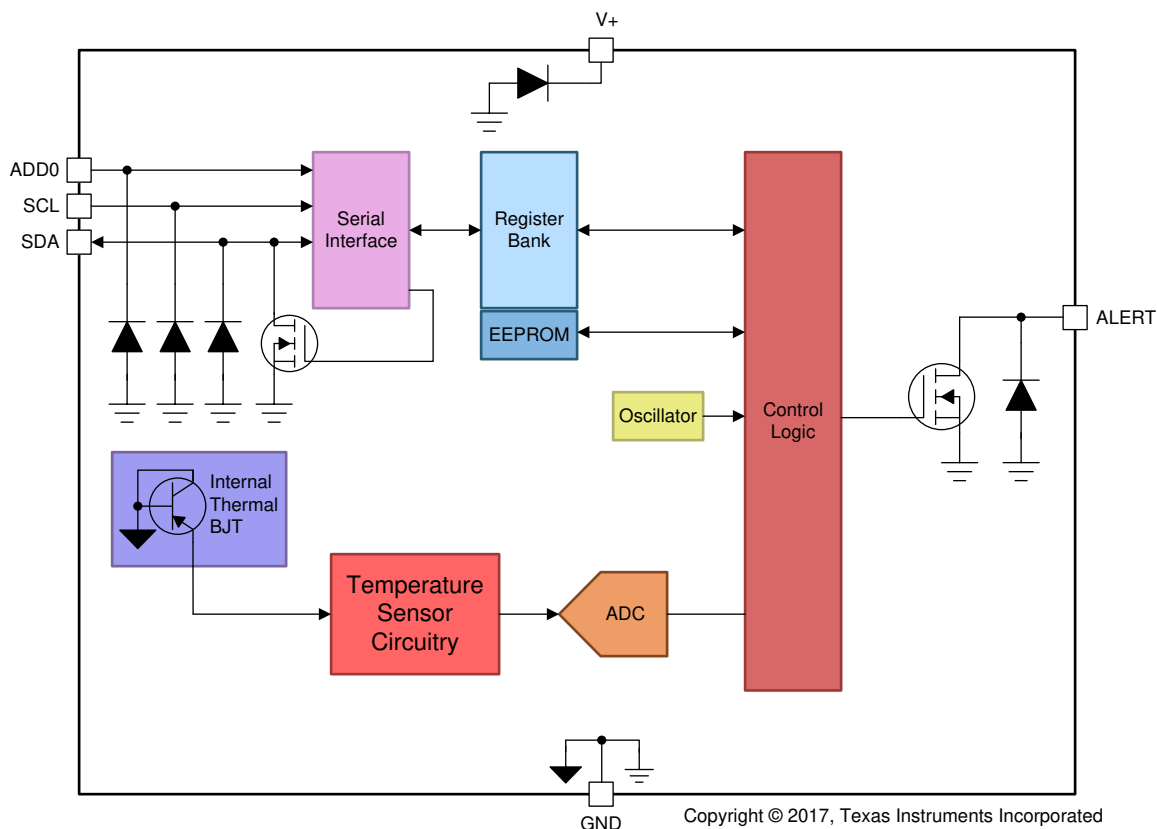 V+
ADD0
SCL
SDA
Serial
Interface
Register
Bank
EEPROM
Control
Logic
ALERT
Oscillator
Internal
Thermal
BJT
Temperature
Sensor
Circuitry
ADC
GND
Copyright © 2017, Texas Instruments Incorporated